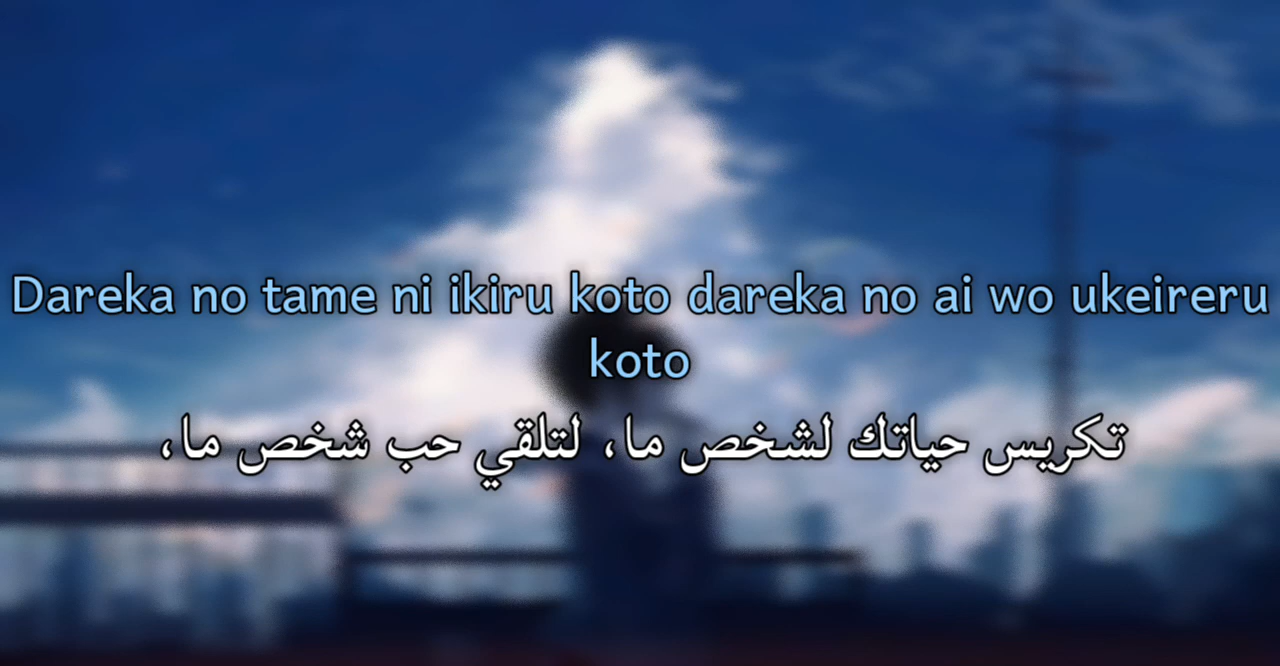 Dareka no tame ni ikiru koto dareka no ai wo ukeireru
koto
تكريس حياتك لشخص ما، لتلقي حب شخص ما،